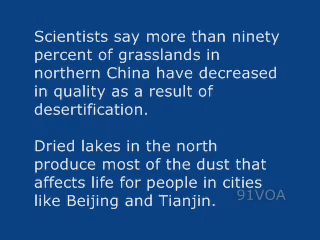 Scientists say more than ninety
percent of grasslands in
northern China have decreased
in quality as a result of
desertification.
Dried lakes in the north
produce most of the dust that
affects life for people in cities
like Beijing and Tianjin.
91VOA